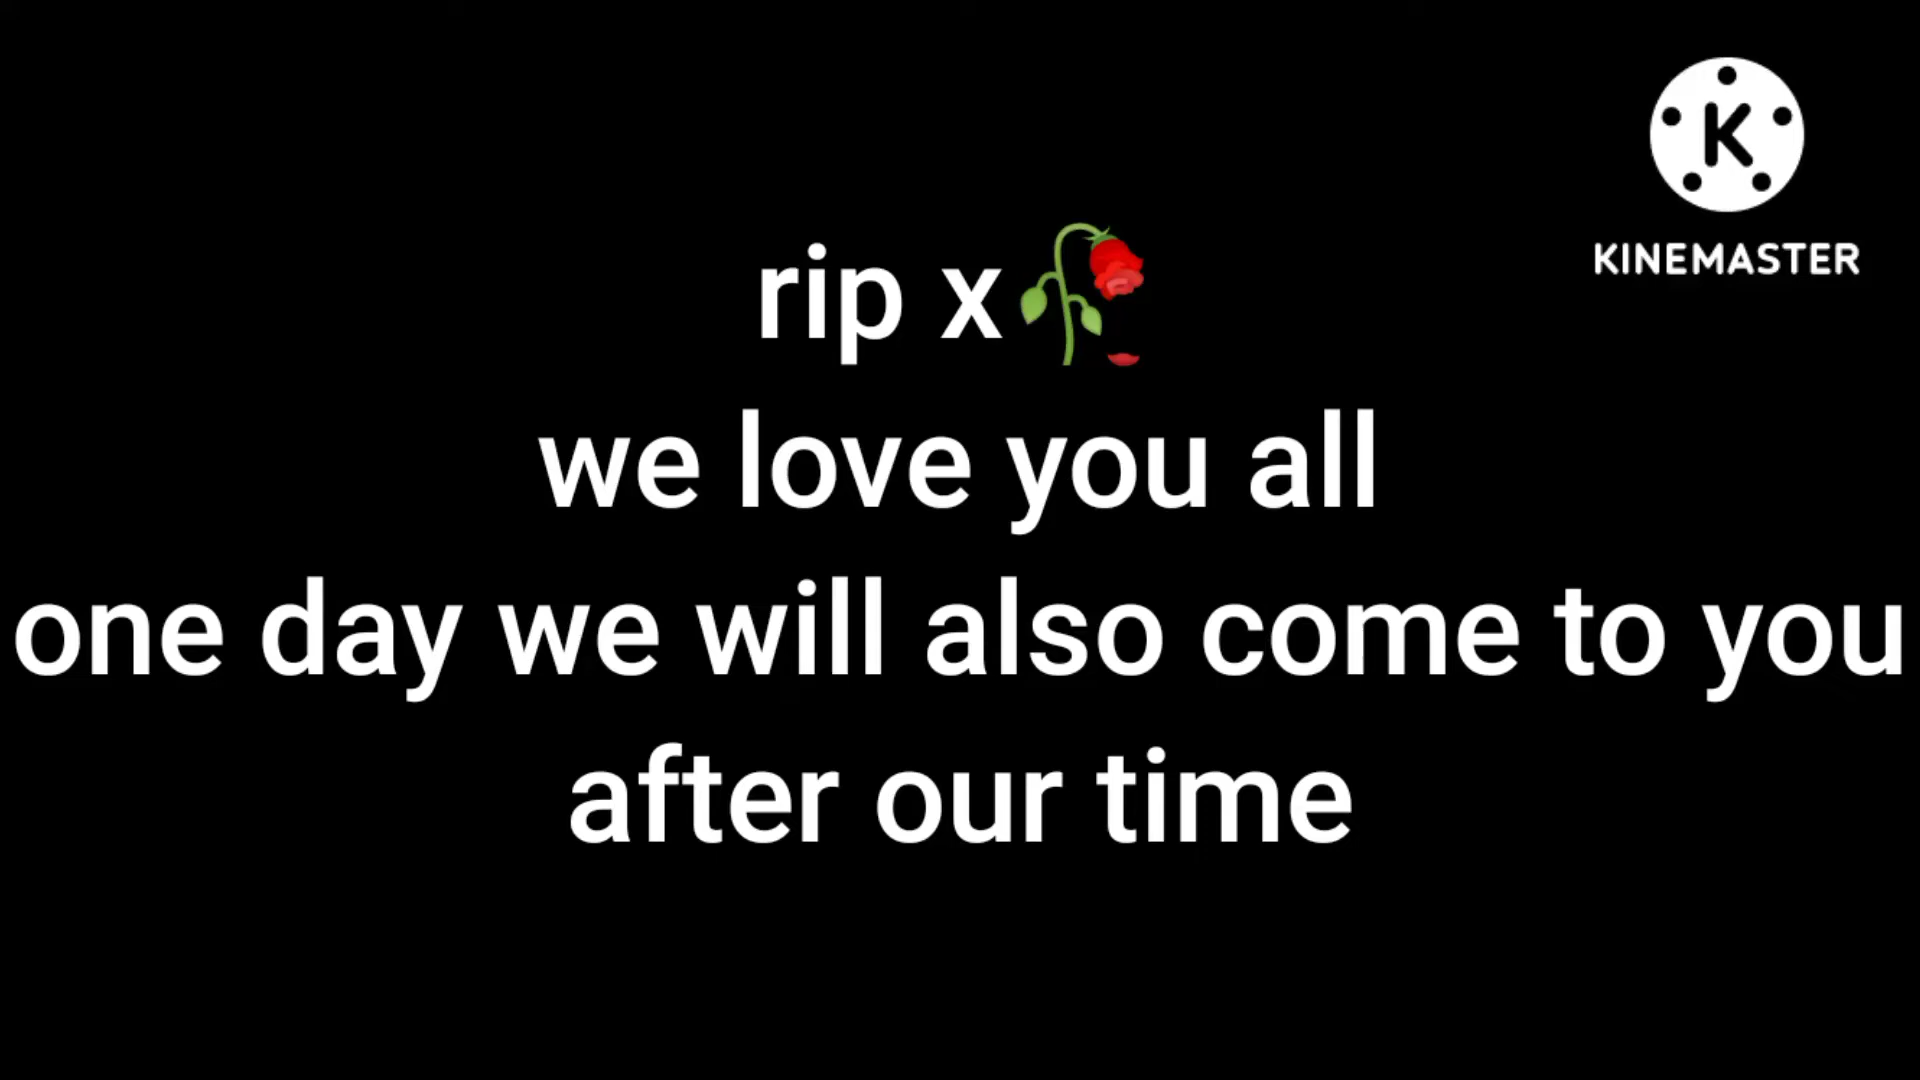 K
KINEMASTER
rip x🥀
we love you all
one day we will also come to you
after our time